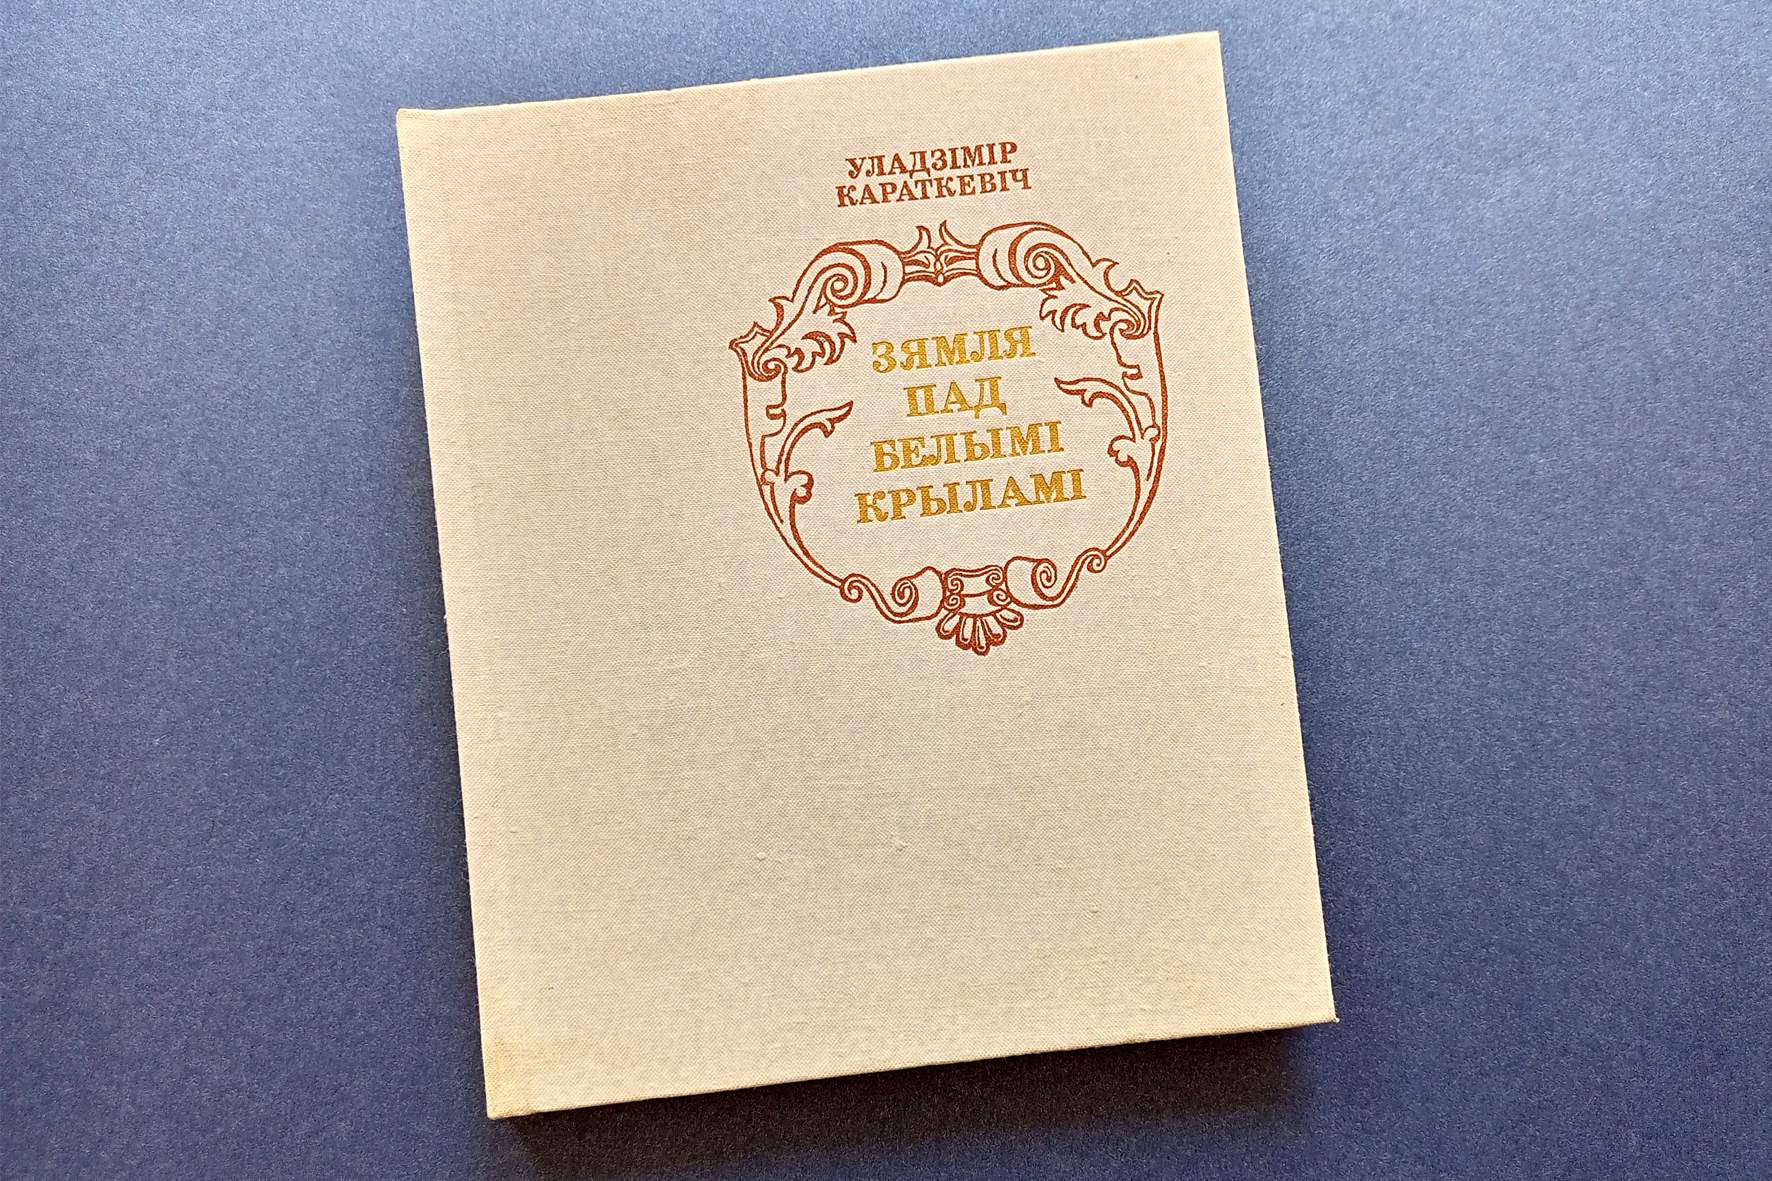 УЛАДЗІМІР
КАРАТКЕВІЧ
ЗЯМЛЯ
ПАД
БЕЛЫМІ
КРЫЛАМІ